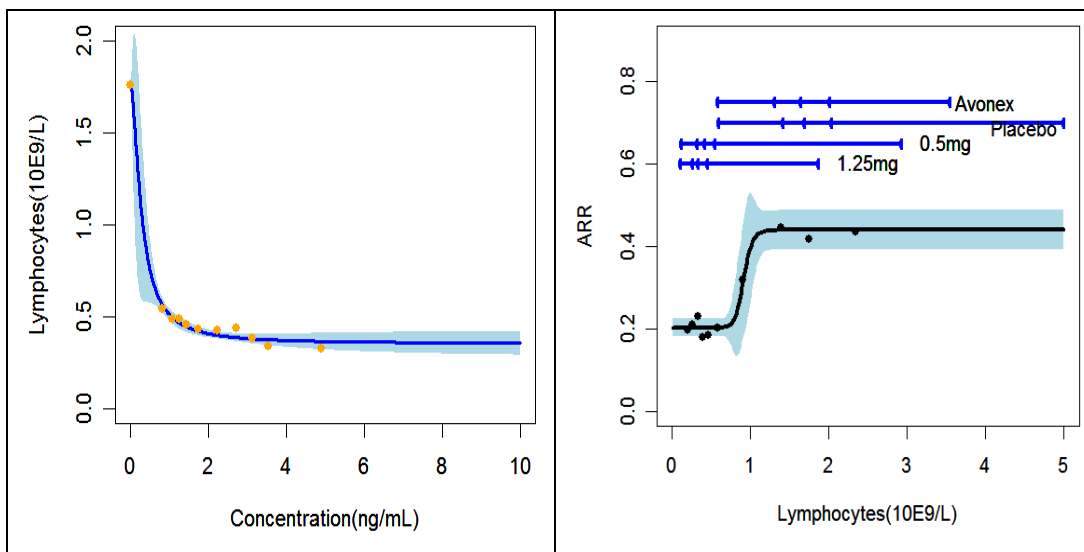 Lymphocytes(10E9/L)
2.0
1.5
1.0
0.5
0.0
0 2 4 6 8 10
Concentration(ng/mL)
ARR
0.8
0.6
0.4
0.2
0.0
Avonex
Placebo
0.5mg
1.25mg
0 1 2 3 4 5
Lymphocytes(10E9/L)